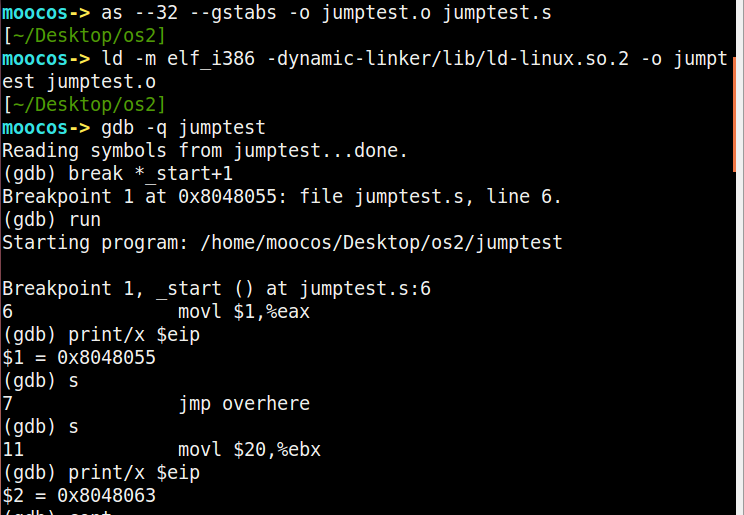 moocos-> as --32 --gstabs -o jumptest.o jumptest.s
[~/Desktop/os2]
moocos-> ld -m elf_i386 -dynamic-linker/lib/ld-linux.so.2 -o jumpt
est jumptest.o
[~/Desktop/os2]
moocos-> gdb -q jumptest
Reading symbols from jumptest...done.
(gdb) break *_start+1
Breakpoint 1 at 0x8048055: file jumptest.s, line 6.
(gdb) run
Starting program: /home/moocos/Desktop/os2/jumptest
Breakpoint 1, _start () at jumptest.s:6
6 movl $1,%eax
(gdb) print/x $eip
$1 = 0x8048055
(gdb) s
7 jmp overhere
(gdb) s
11 movl $20,%ebx
(gdb) print/x $eip
$2 = 0x8048063